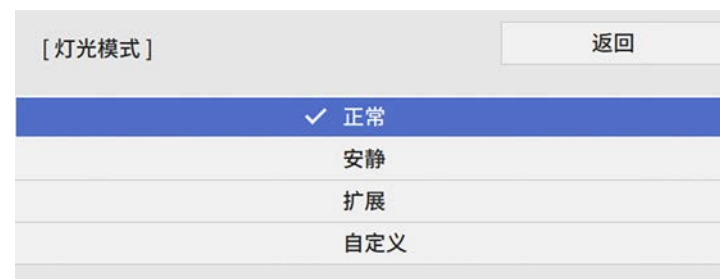 [ 灯光模式 ] 返回
✓ 正常
安静
扩展
自定义